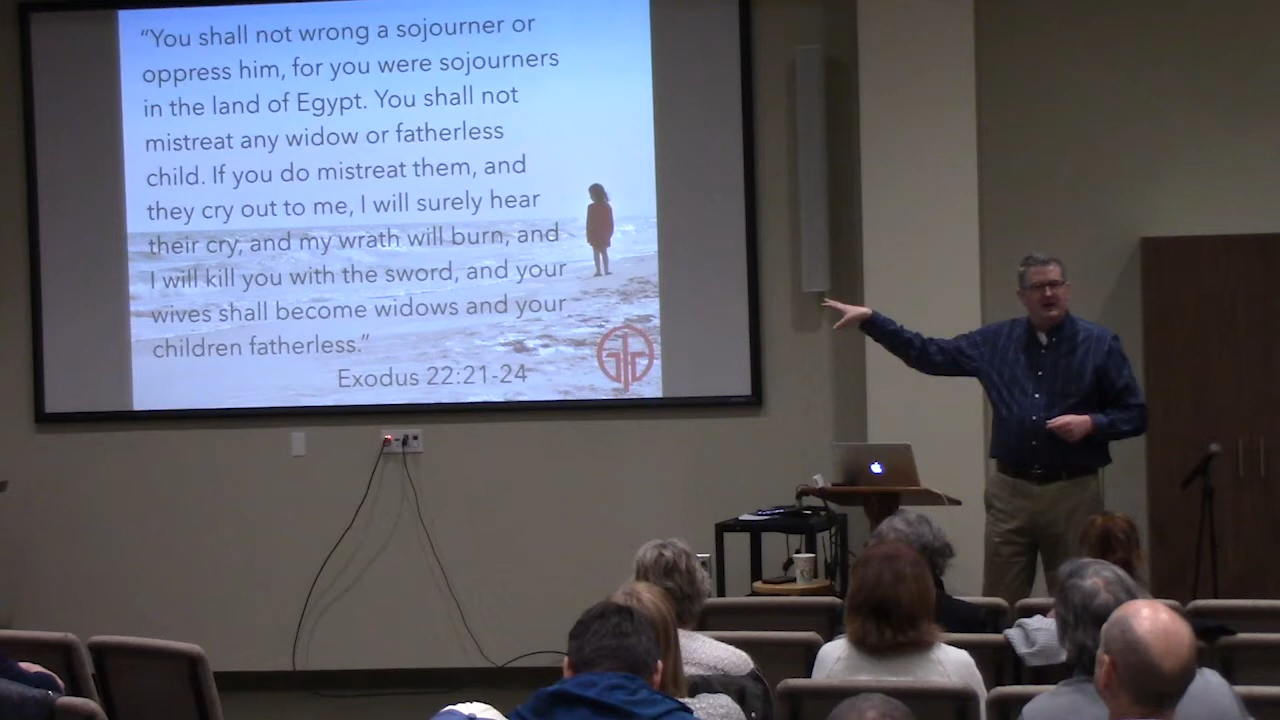 “You shall not wrong a sojourner or
oppress him, for you were sojourners
in the land of Egypt. You shall not
mistreat any widow or fatherless
child. If you do mistreat them, and
they cry out to me, I will surely hear
their cry, and my wrath will burn, and
I will kill you with the sword, and your
wives shall become widows and your
children fatherless.”
Exodus 22:21-24